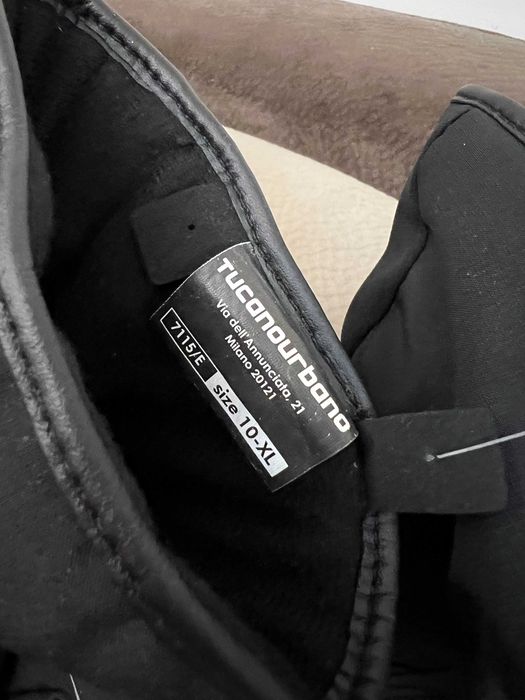 Tucanourbano
Via dell'Annunciata, 21
Milano 20121
7115/E size 10-XL